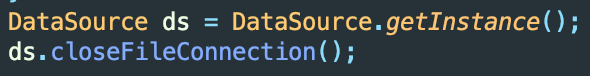 DataSource ds = DataSource.getInstance();
ds.closeFileConnection();